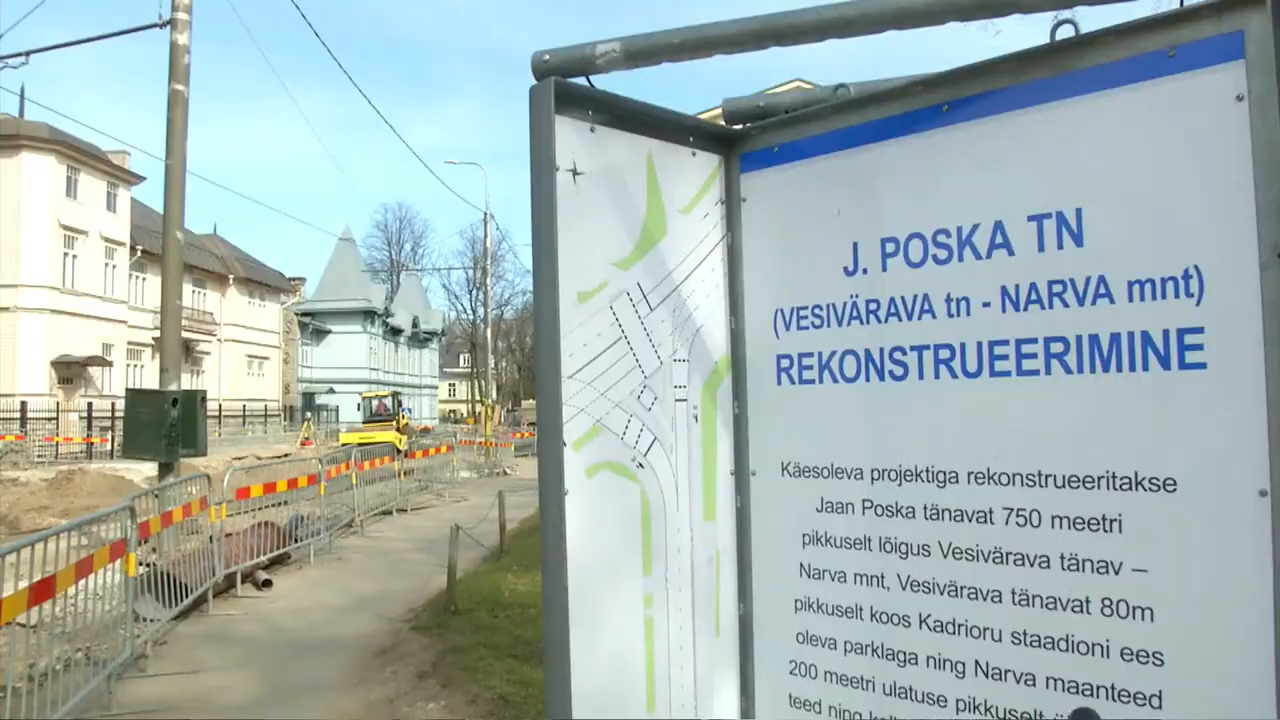 J. POSKA TN
(VESIVÄRAVA tn - NARVA mnt)
REKONSTRUEERIMINE
Käesoleva projektiga rekonstrueeritakse
Jaan Poska tänavat 750 meetri
pikkuselt lõigus Vesivärava tänav –
Narva mnt, Vesivärava tänavat 80m
pikkuselt koos Kadrioru staadioni ees
oleva parklaga ning Narva maanteed
200 meetri ulatuse pikkuselt
teed ning